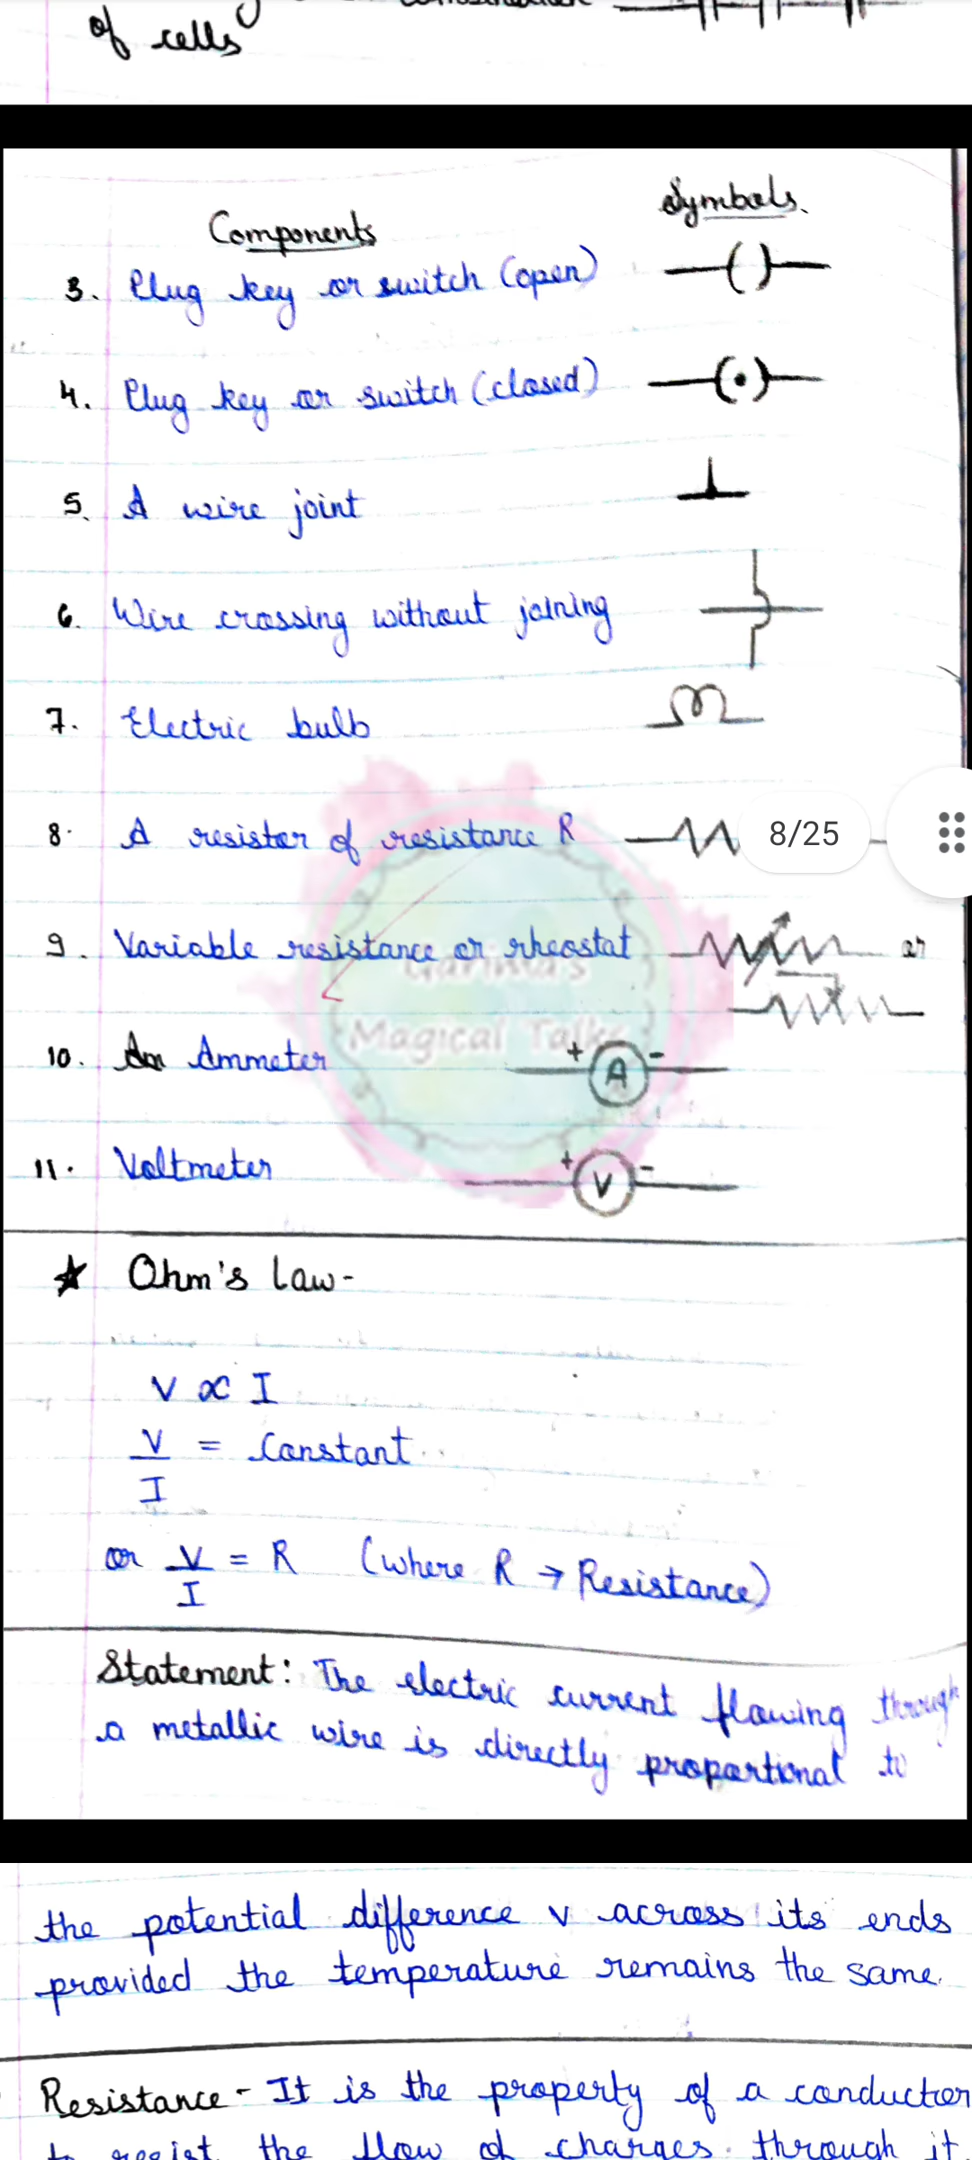 of cells
Components Symbols.
3. Plug key or switch (open)
4. Plug key or switch (closed)
5. A wire joint
6. Wire crossing without joining
7. Electric bulb
8. A resistor of resistance R
8/25
9. Variable resistance or rheostat or
Garima's
Magical Talks
10. Ammeter + A -
11. Voltmeter + V -
Ohm's Law-
V ∝ I
V/I = Constant
or V/I = R (where R → Resistance)
Statement: The electric current flowing through
a metallic wire is directly proportional to
the potential difference V across its ends
provided the temperature remains the same.
Resistance - It is the property of a conductor
to resist the flow of charges through it